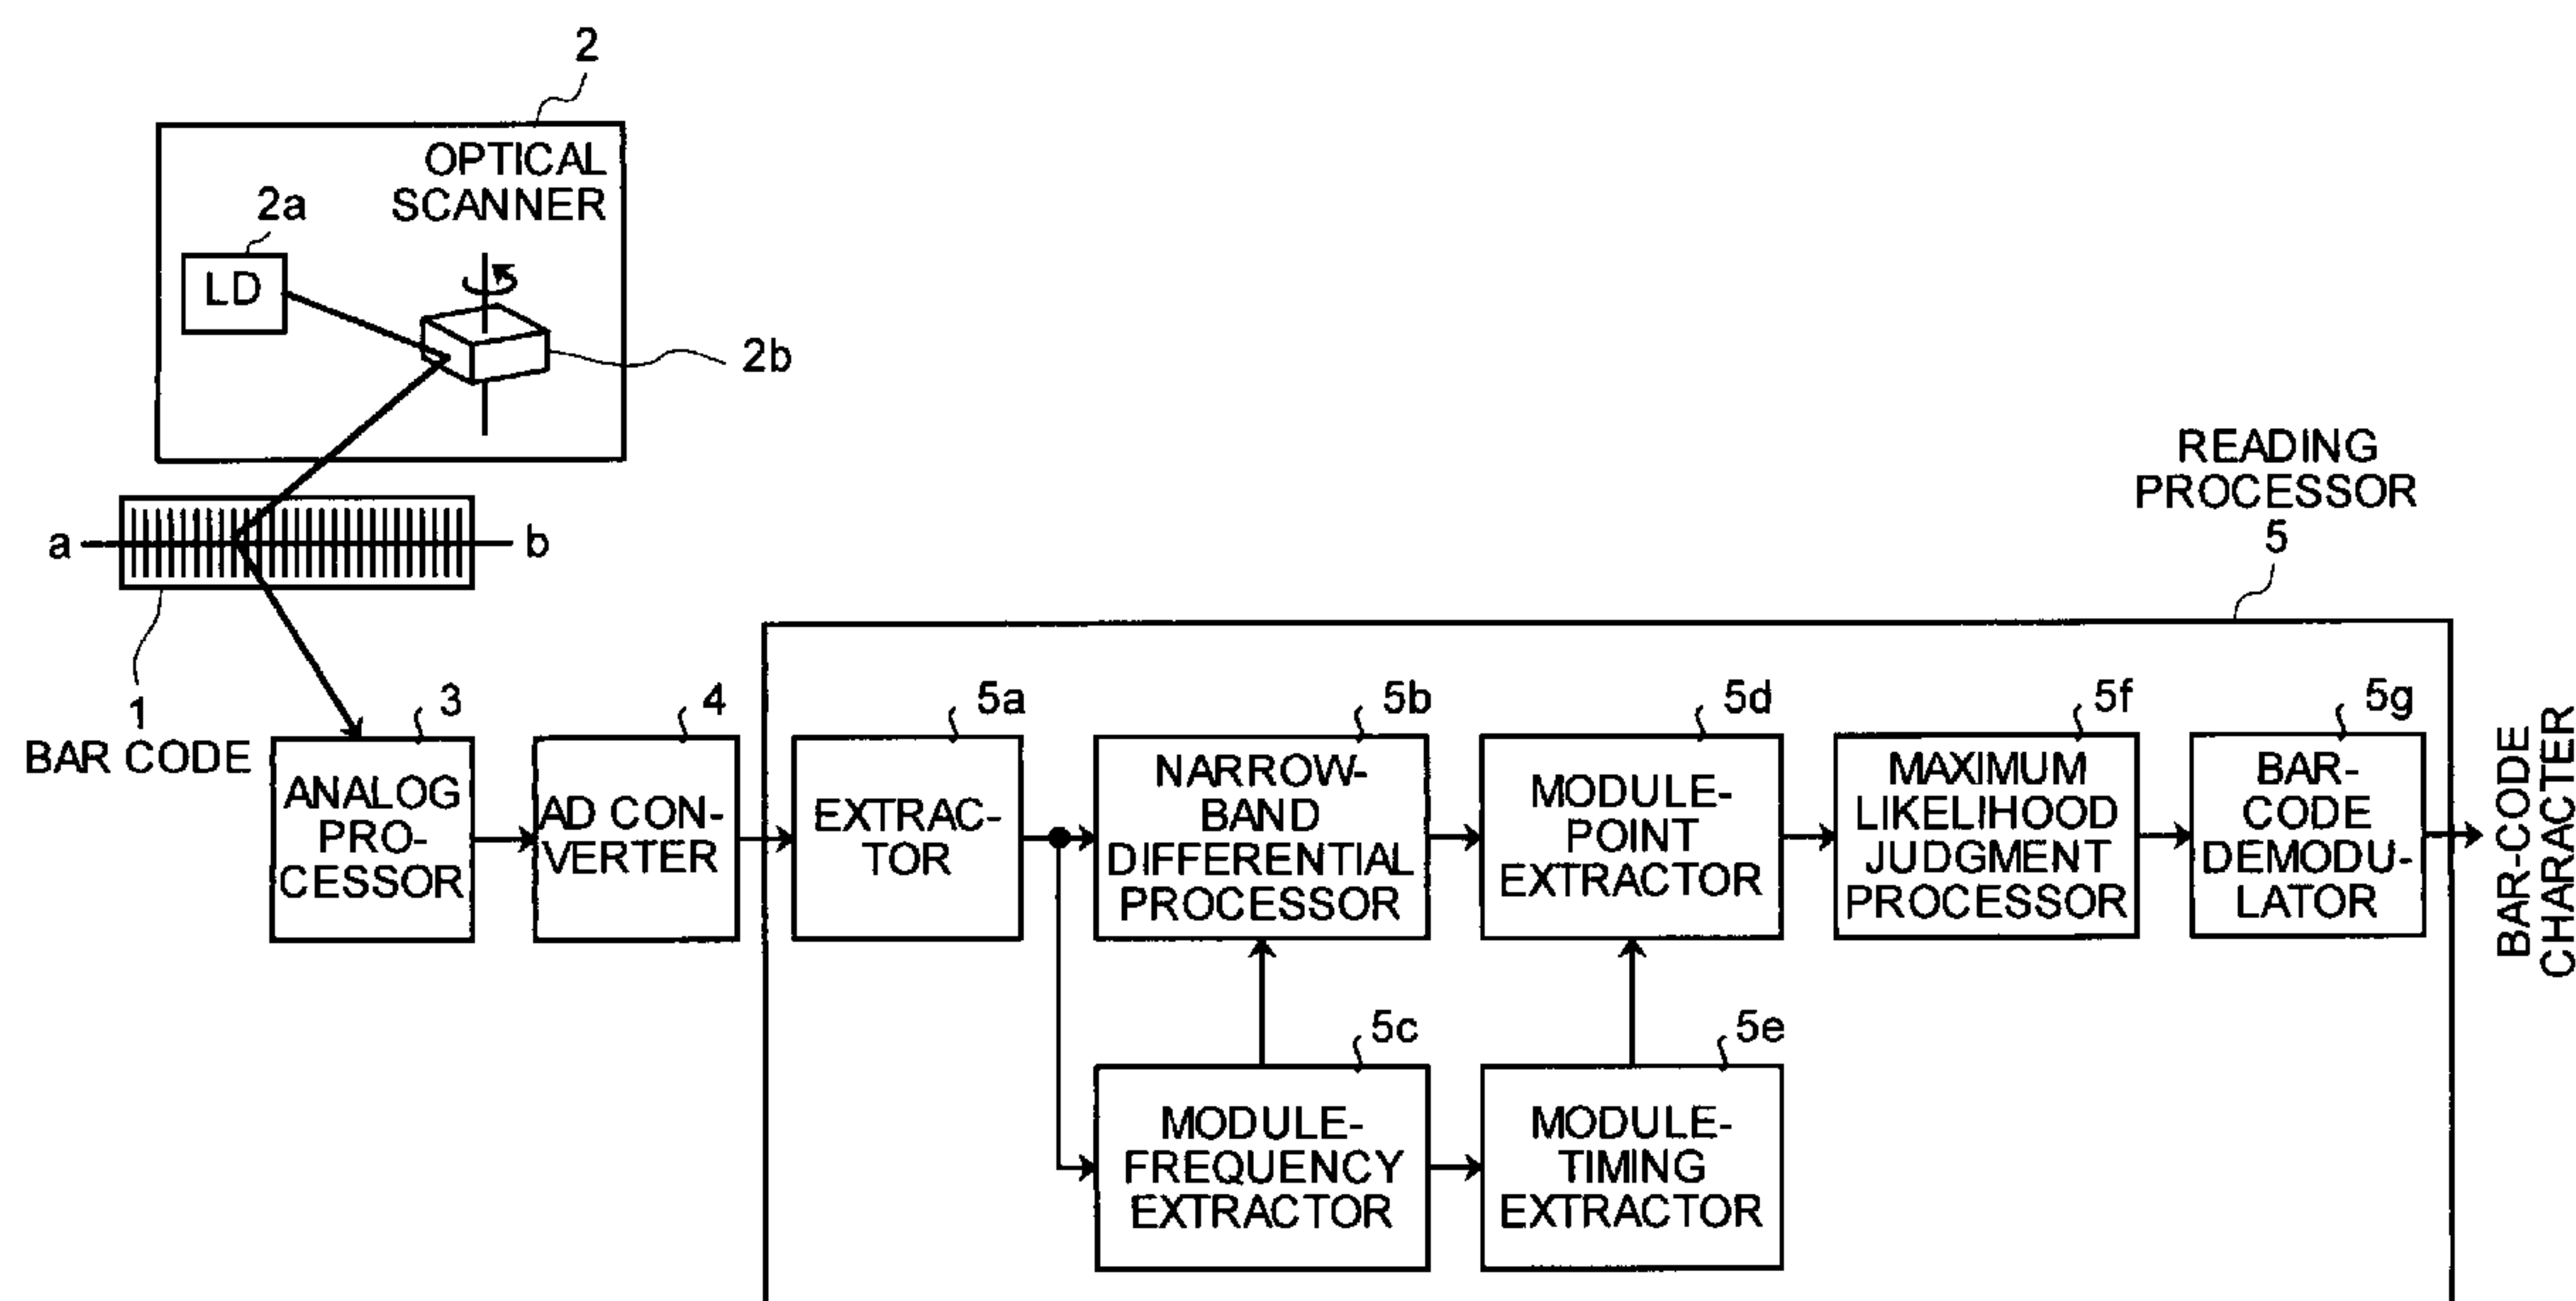 2
OPTICAL
SCANNER
2a
LD
2b
a
b
1
BAR CODE
READING
PROCESSOR
5
3
ANALOG
PRO-
CESSOR
4
AD CON-
VERTER
5a
EXTRAC-
TOR
5b
NARROW-
BAND
DIFFERENTIAL
PROCESSOR
5d
MODULE-
POINT
EXTRACTOR
5f
MAXIMUM
LIKELIHOOD
JUDGMENT
PROCESSOR
5g
BAR-
CODE
DEMODU-
LATOR
BAR-CODE
CHARACTER
5c
MODULE-
FREQUENCY
EXTRACTOR
5e
MODULE-
TIMING
EXTRACTOR